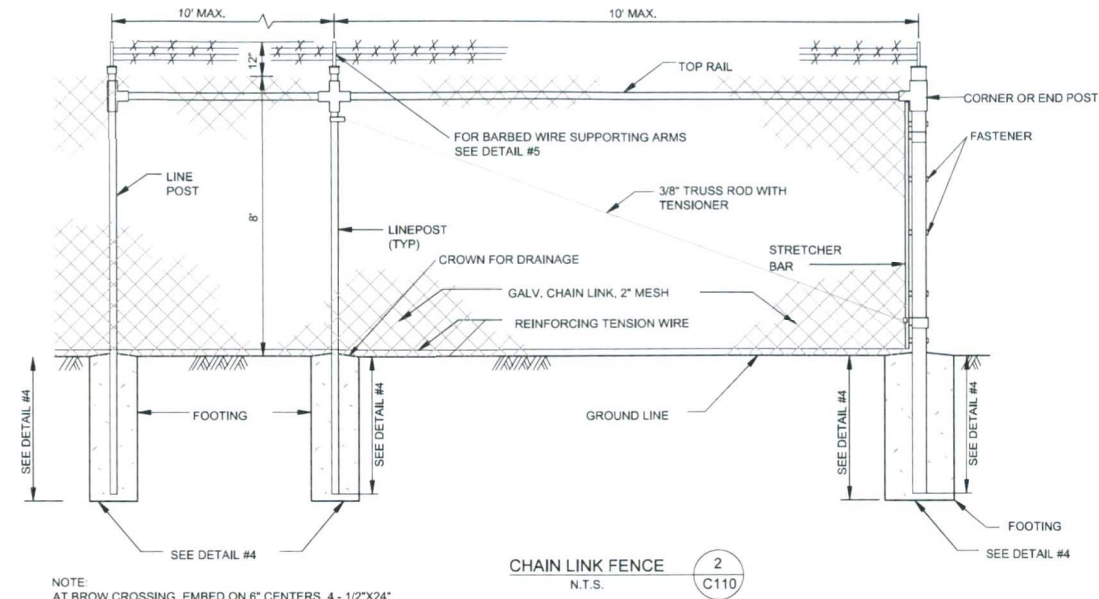 10' MAX.
10' MAX.
12"
TOP RAIL
CORNER OR END POST
FOR BARBED WIRE SUPPORTING ARMS
SEE DETAIL #5
FASTENER
LINE
POST
8'
3/8" TRUSS ROD WITH
TENSIONER
LINEPOST
(TYP)
STRETCHER
BAR
CROWN FOR DRAINAGE
GALV. CHAIN LINK, 2" MESH
REINFORCING TENSION WIRE
SEE DETAIL #4
FOOTING
SEE DETAIL #4
GROUND LINE
SEE DETAIL #4
SEE DETAIL #4
FOOTING
SEE DETAIL #4
SEE DETAIL #4
CHAIN LINK FENCE
N.T.S.
2
C110
NOTE:
AT BROW CROSSING, EMBED ON 6" CENTERS, 4 - 1/2"X24"